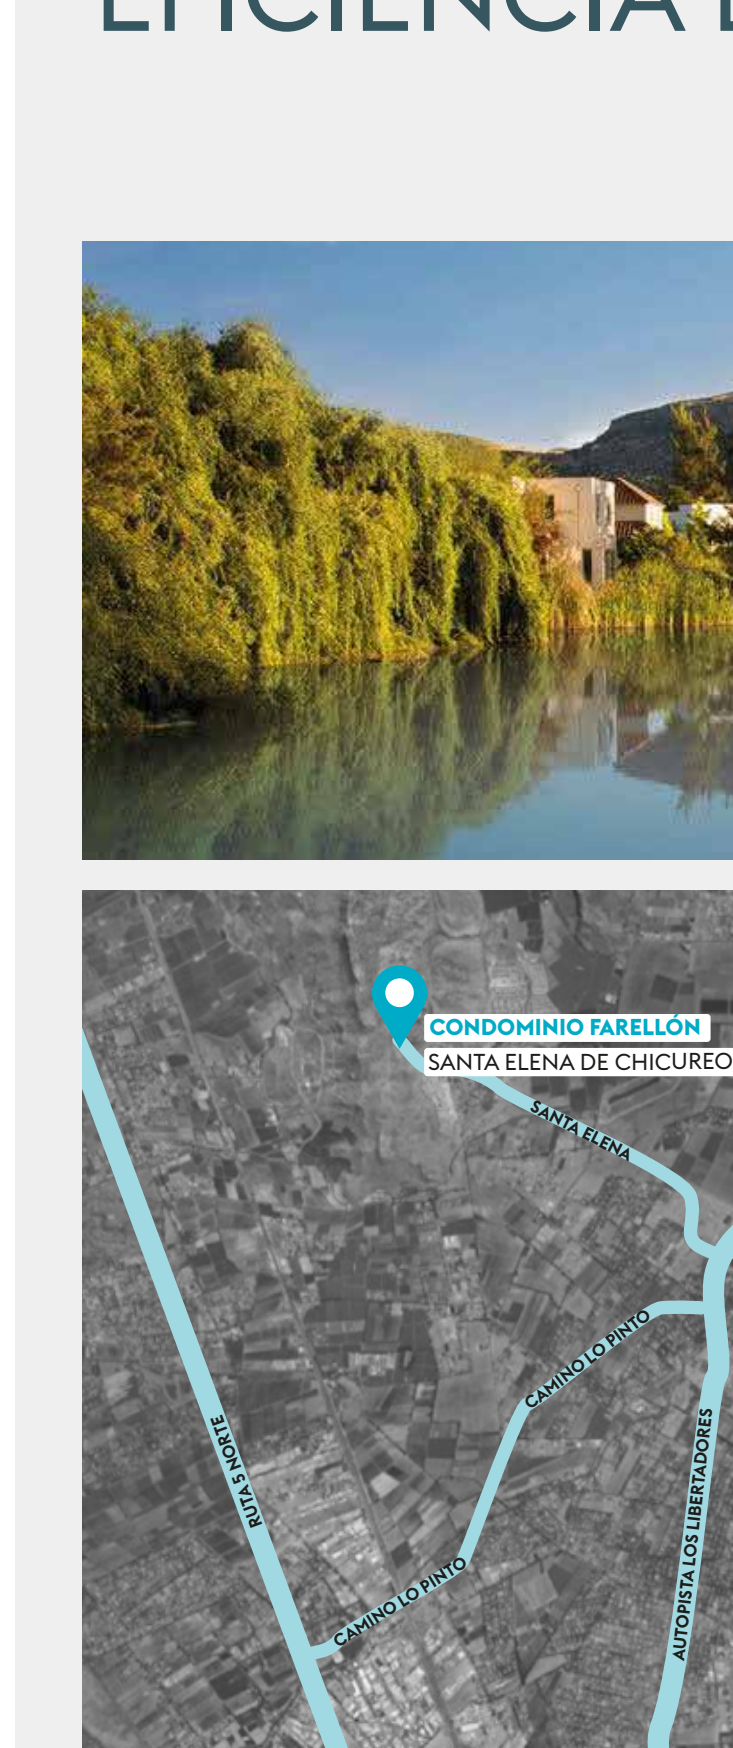 EFICIENCIA
CONDOMINIO FARELLÓN
SANTA ELENA DE CHICUREO
SANTA ELENA
CAMINO LO PINTO
RUTA 5 NORTE
AUTOPISTA LOS LIBERTADORES
CAMINO LO PINTO